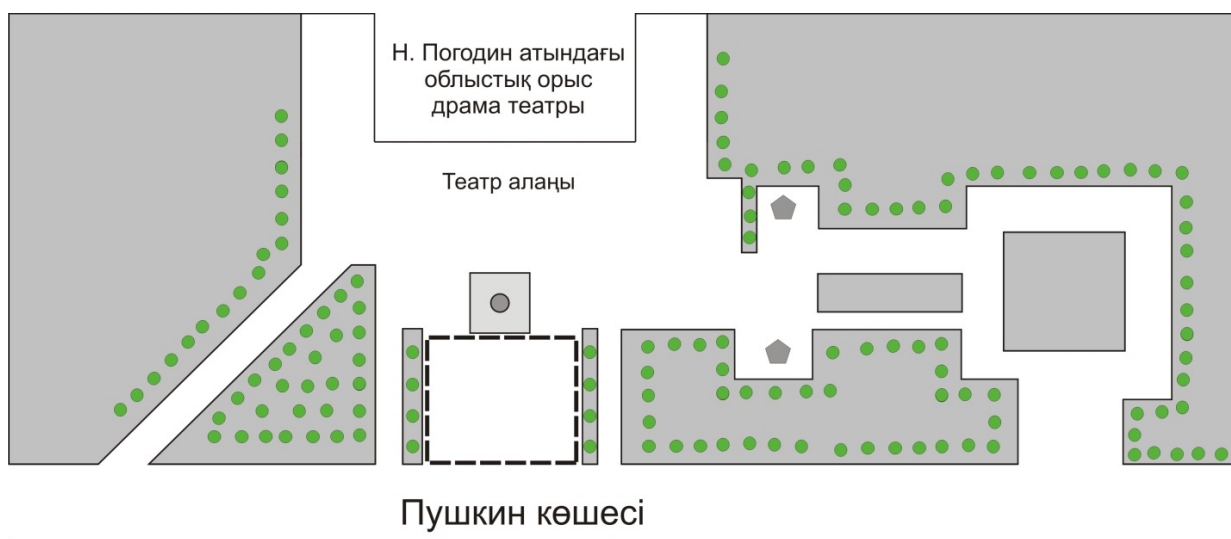 Н. Погодин атындағы
облыстық орыс
драма театры
Театр алаңы
Пушкин көшесі